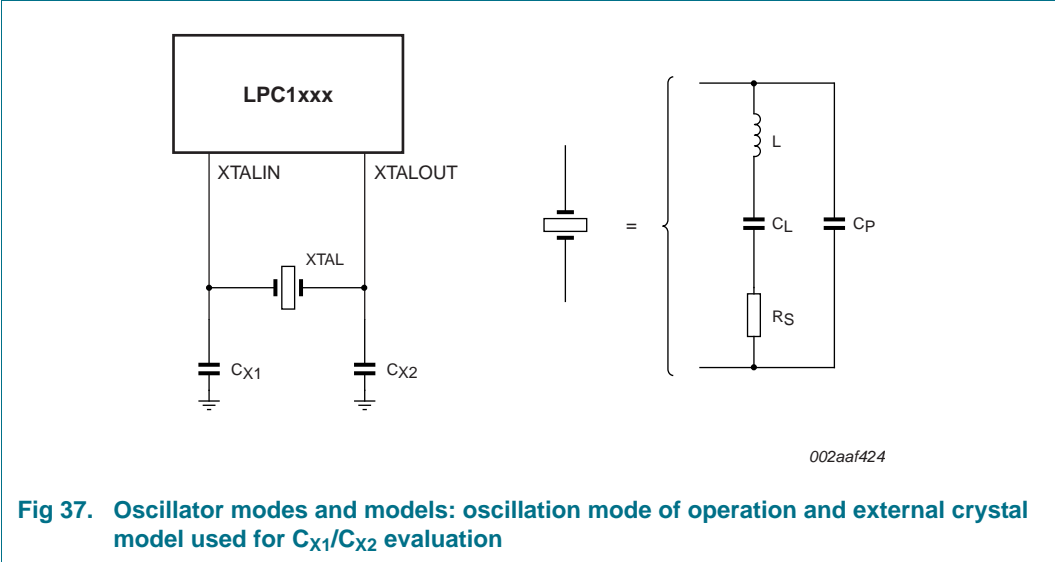 LPC1xxx
XTALIN
XTALOUT
XTAL
CX1
CX2
=
L
CL
CP
RS
002aaf424
Fig 37. Oscillator modes and models: oscillation mode of operation and external crystal
model used for CX1/CX2 evaluation